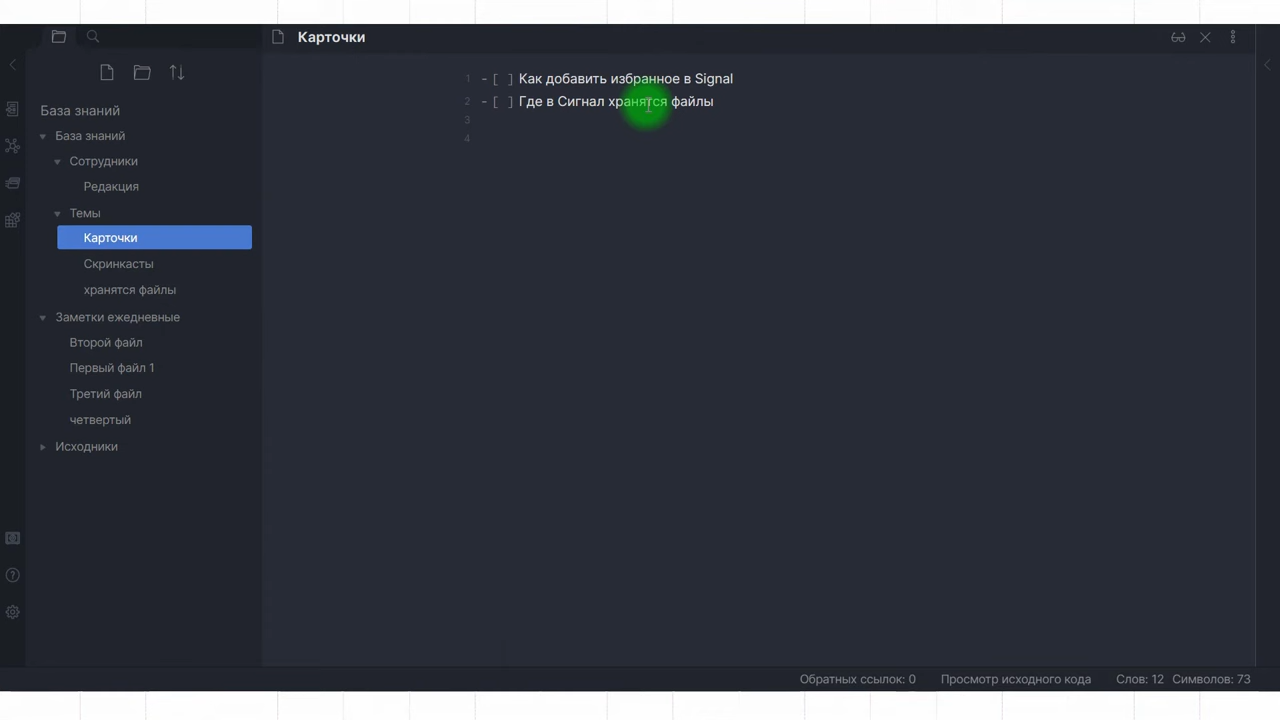 Карточки
База знаний
База знаний
Сотрудники
Редакция
Темы
Карточки
Скринкасты
хранятся файлы
Заметки ежедневные
Второй файл
Первый файл 1
Третий файл
четвертый
Исходники
1 - [ ] Как добавить избранное в Signal
2 - [ ] Где в Сигнал хранятся файлы
3
4
Обратных ссылок: 0 Просмотр исходного кода Слов: 12 Символов: 73